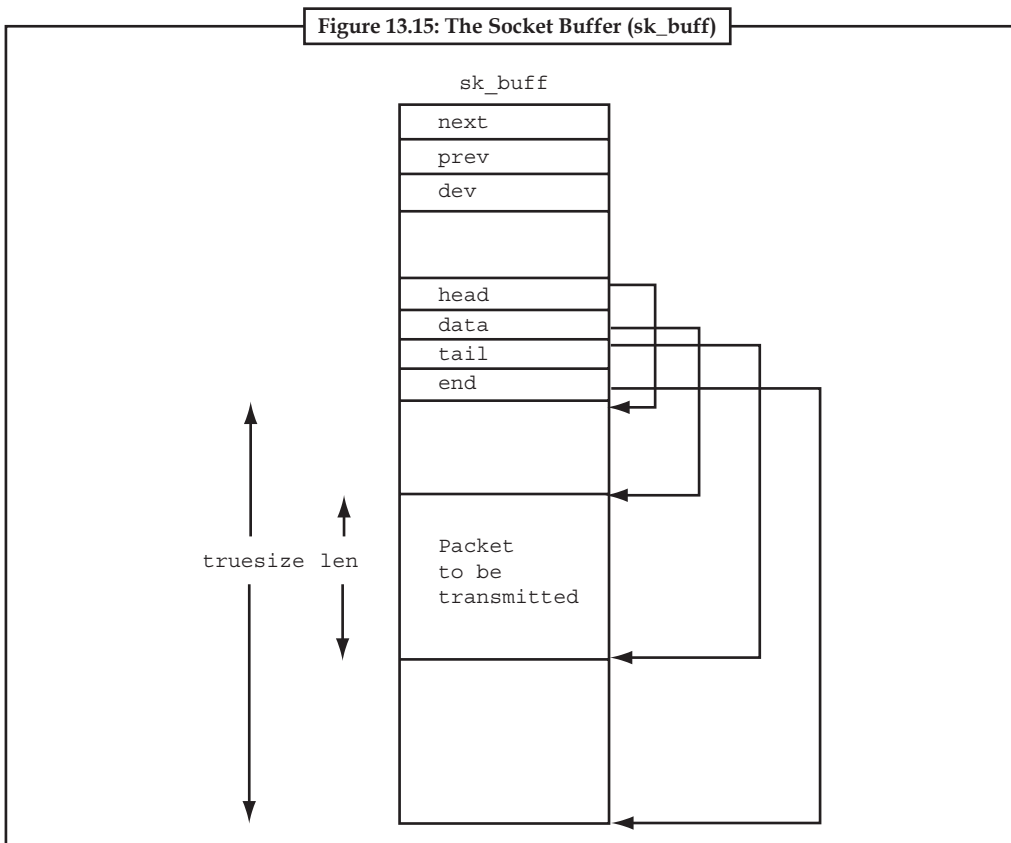 Figure 13.15: The Socket Buffer (sk_buff)
sk_buff
next
prev
dev
head
data
tail
end
truesize
len
Packet
to be
transmitted